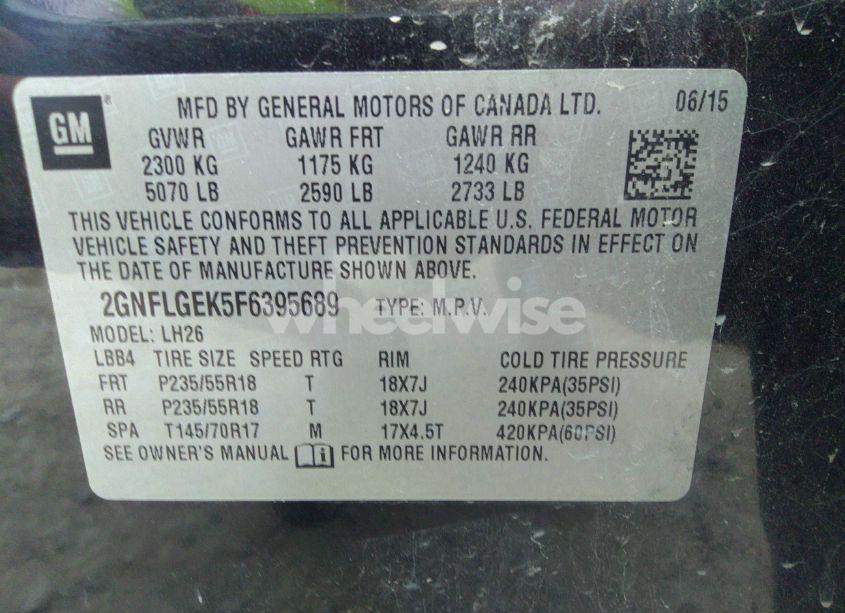 GM ® MFD BY GENERAL MOTORS OF CANADA LTD. 06/15
GVWR GAWR FRT GAWR RR
2300 KG 1175 KG 1240 KG
5070 LB 2590 LB 2733 LB
THIS VEHICLE CONFORMS TO ALL APPLICABLE U.S. FEDERAL MOTOR
VEHICLE SAFETY AND THEFT PREVENTION STANDARDS IN EFFECT ON
THE DATE OF MANUFACTURE SHOWN ABOVE.
2GNFLGEK5F6395689 TYPE: M.P.V.
wheelwise
MODEL: LH26
LBB4 TIRE SIZE SPEED RTG RIM COLD TIRE PRESSURE
FRT P235/55R18 T 18X7J 240KPA(35PSI)
RR P235/55R18 T 18X7J 240KPA(35PSI)
SPA T145/70R17 M 17X4.5T 420KPA(60PSI)
SEE OWNER'S MANUAL FOR MORE INFORMATION.